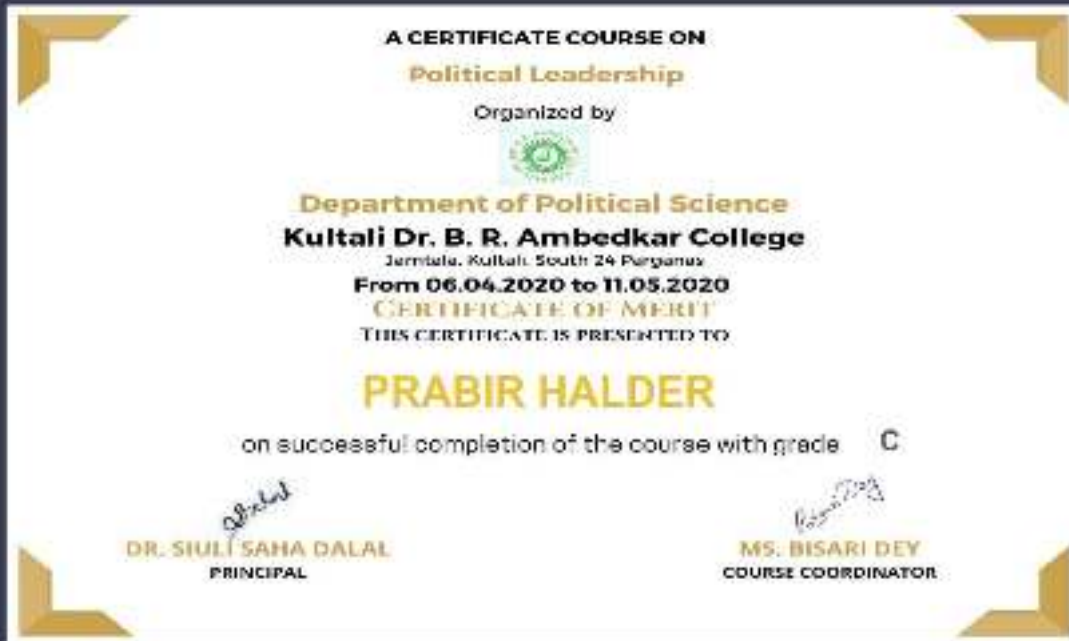 A CERTIFICATE COURSE ON
Political Leadership
Organized by
Department of Political Science
Kultali Dr. B. R. Ambedkar College
Jamtala, Kultali, South 24 Parganas
From 06.04.2020 to 11.05.2020
CERTIFICATE OF MERIT
THIS CERTIFICATE IS PRESENTED TO
PRABIR HALDER
on successful completion of the course with grade C
DR. SIULI SAHA DALAL
PRINCIPAL
MS. BISARI DEY
COURSE COORDINATOR